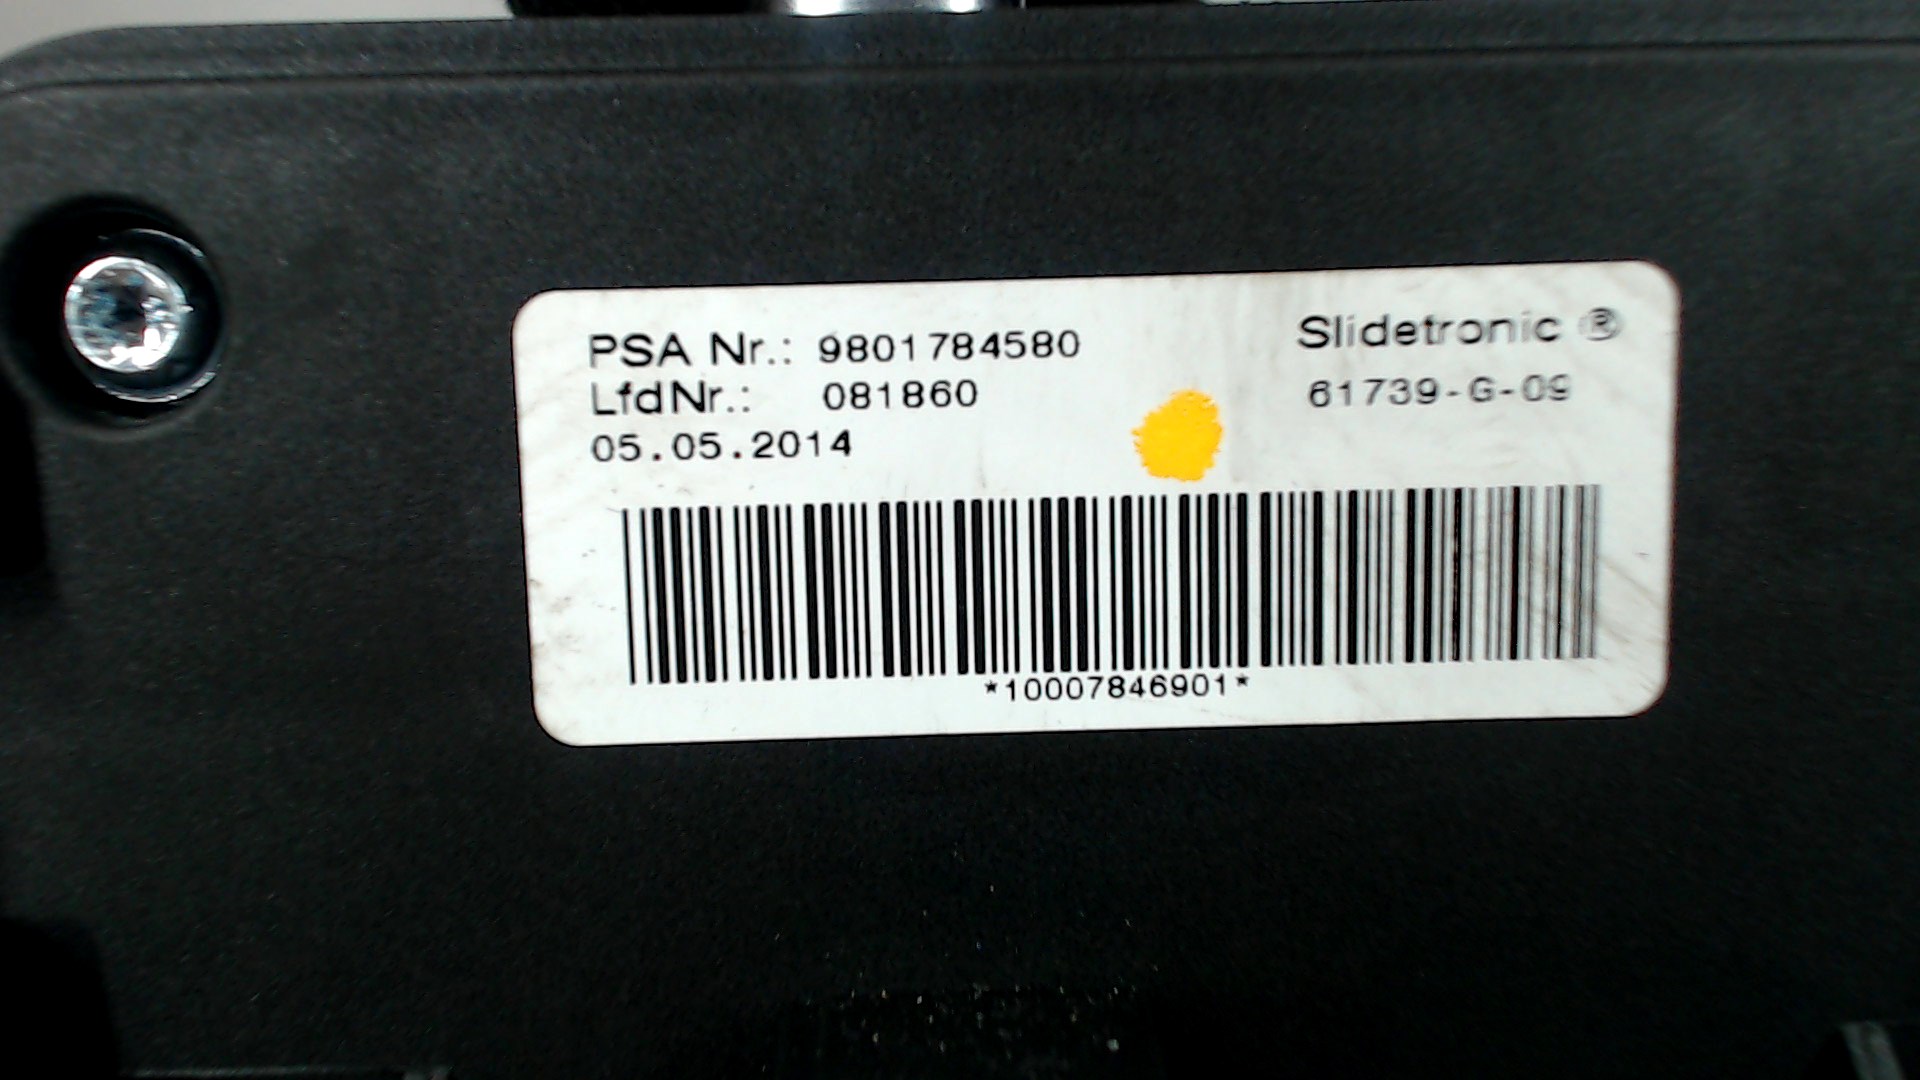 PSA Nr.: 9801784580
LfdNr.: 081860
05.05.2014
Slidetronic ®
61739-G-09
*10007846901*